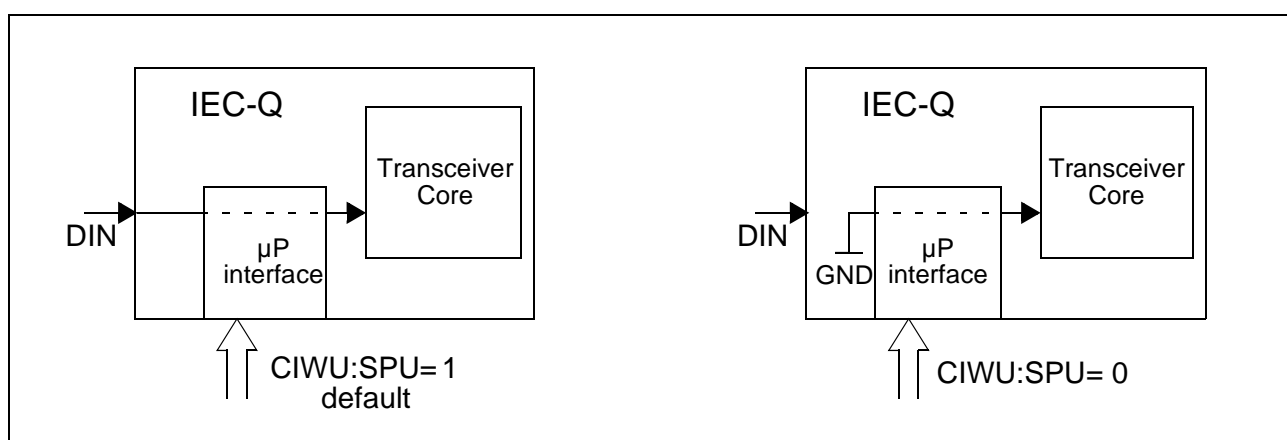 IEC-Q
Transceiver
Core
DIN
µP
interface
CIWU:SPU= 1
default
IEC-Q
Transceiver
Core
DIN
GND
µP
interface
CIWU:SPU= 0